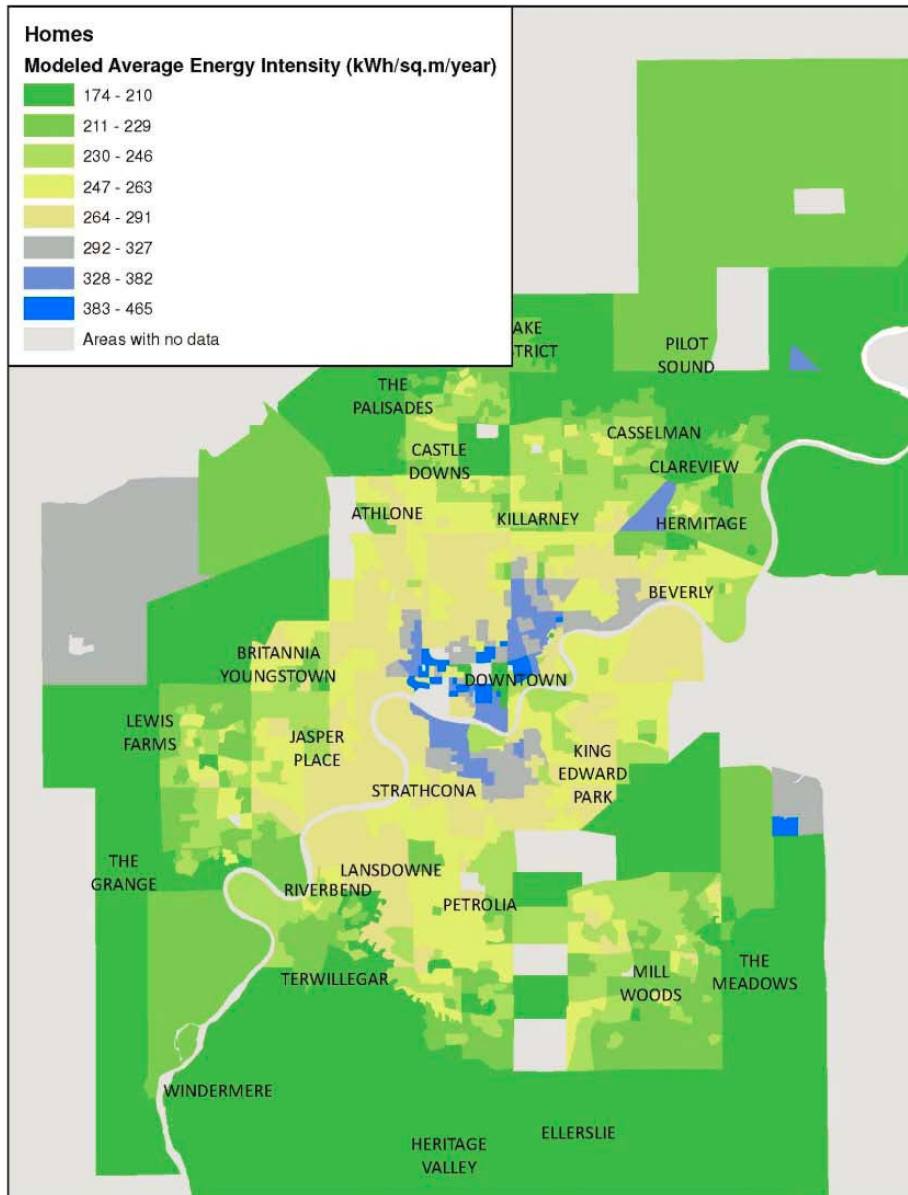 Homes
Modeled Average Energy Intensity (kWh/sq.m/year)
174 - 210
211 - 229
230 - 246
247 - 263
264 - 291
292 - 327
328 - 382
383 - 465
Areas with no data
AKE
STRICT
PILOT
SOUND
THE
PALISADES
CASTLE
DOWNS
CASSELMAN
CLAREVIEW
ATHLONE
KILLARNEY
HERMITAGE
BEVERLY
BRITANNIA
YOUNGSTOWN
DOWNTOWN
LEWIS
FARMS
JASPER
PLACE
KING
EDWARD
PARK
STRATHCONA
THE
GRANGE
LANSDOWNE
RIVERBEND
PETROLIA
TERWILLEGAR
MILL
WOODS
THE
MEADOWS
WINDERMERE
ELLERSLIE
HERITAGE
VALLEY